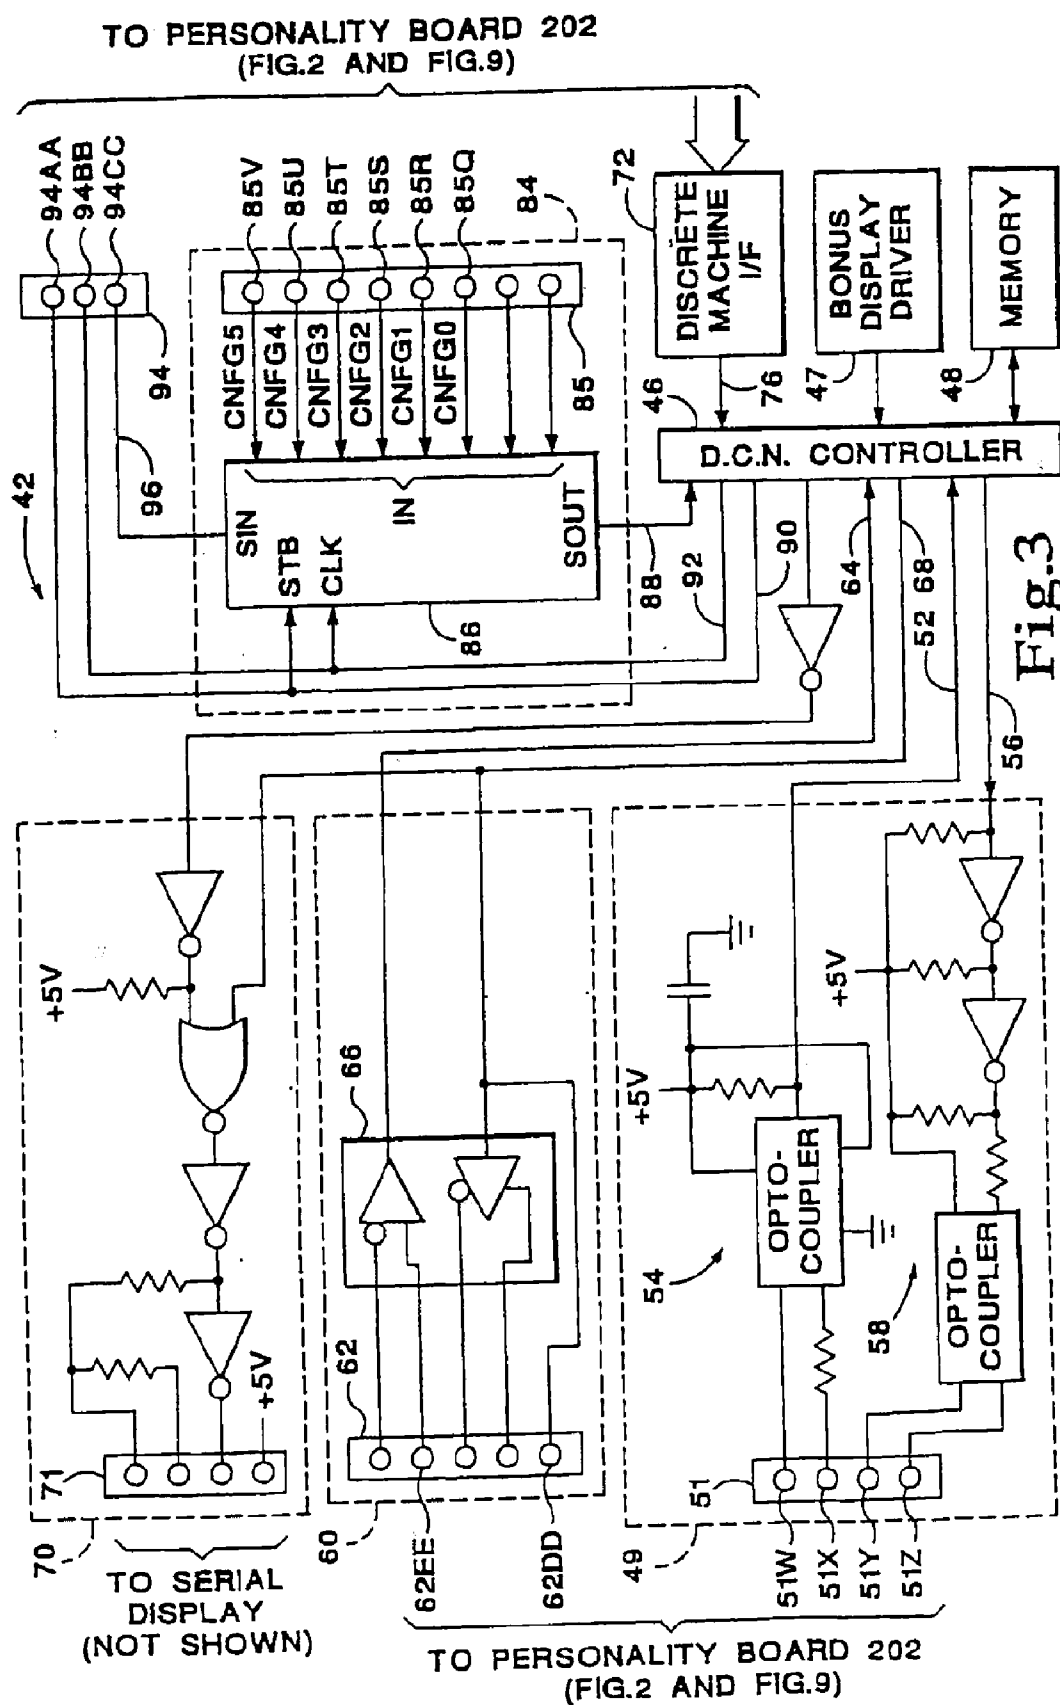 TO PERSONALITY BOARD 202
(FIG.2 AND FIG.9)
94AA
94BB
94CC
94
96
42
85V
85U
85T
85S
85R
85Q
84
CNFG5
CNFG4
CNFG3
CNFG2
CNFG1
CNFG0
85
SIN
STB
CLK
IN
SOUT
86
88
72
DISCRETE
MACHINE
I/F
76
46
BONUS
DISPLAY
DRIVER
47
MEMORY
48
D.C.N. CONTROLLER
92
90
64
68
52
56
Fig.3
+5V
+5V
71
70
TO SERIAL
DISPLAY
(NOT SHOWN)
66
62
60
62EE
62DD
+5V
OPTO-
COUPLER
54
+5V
OPTO-
COUPLER
58
51
49
51W
51X
51Y
51Z
TO PERSONALITY BOARD 202
(FIG.2 AND FIG.9)